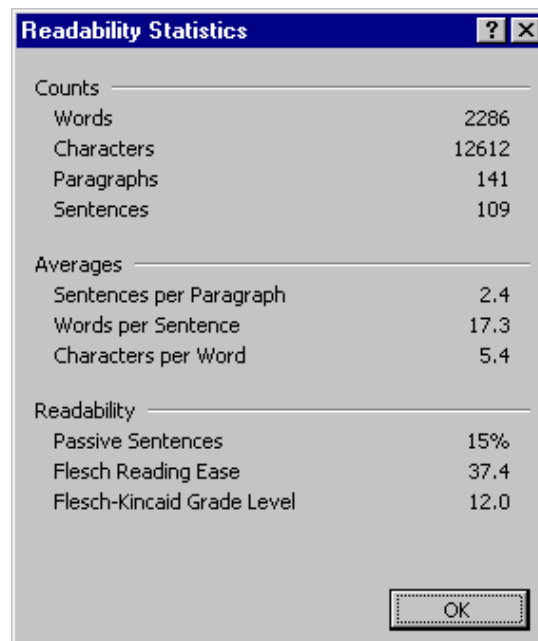 Readability Statistics ? X
Counts
Words 2286
Characters 12612
Paragraphs 141
Sentences 109
Averages
Sentences per Paragraph 2.4
Words per Sentence 17.3
Characters per Word 5.4
Readability
Passive Sentences 15%
Flesch Reading Ease 37.4
Flesch-Kincaid Grade Level 12.0
OK